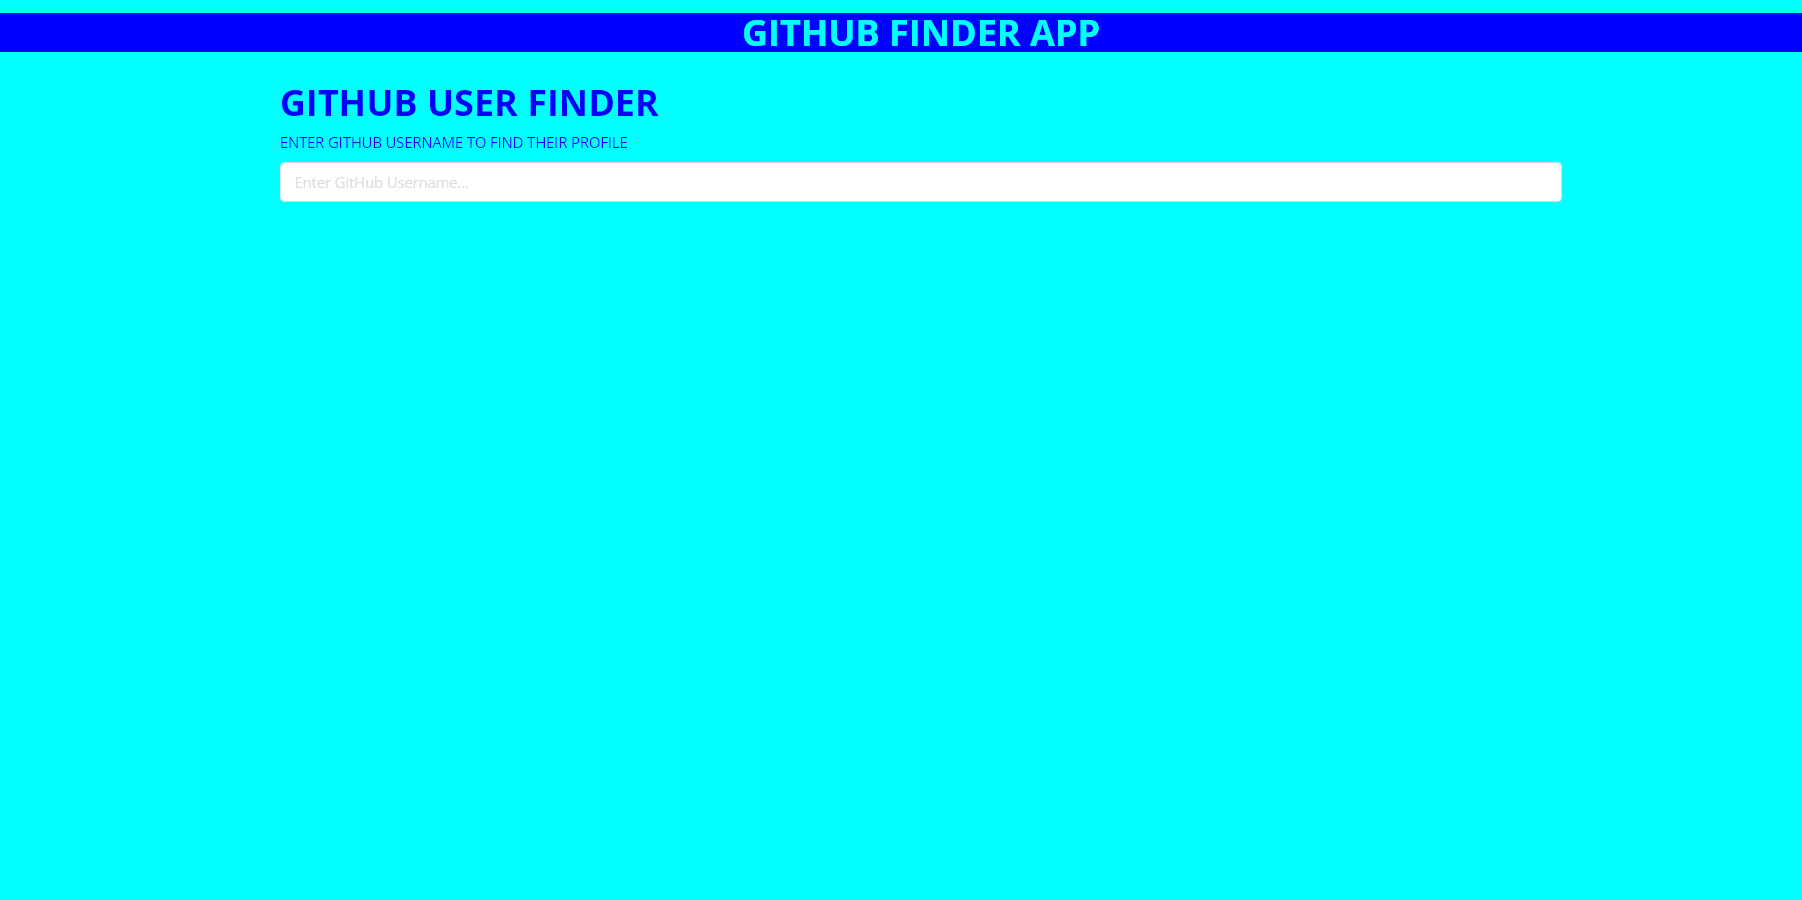 GITHUB FINDER APP
GITHUB USER FINDER
ENTER GITHUB USERNAME TO FIND THEIR PROFILE
Enter GitHub Username...